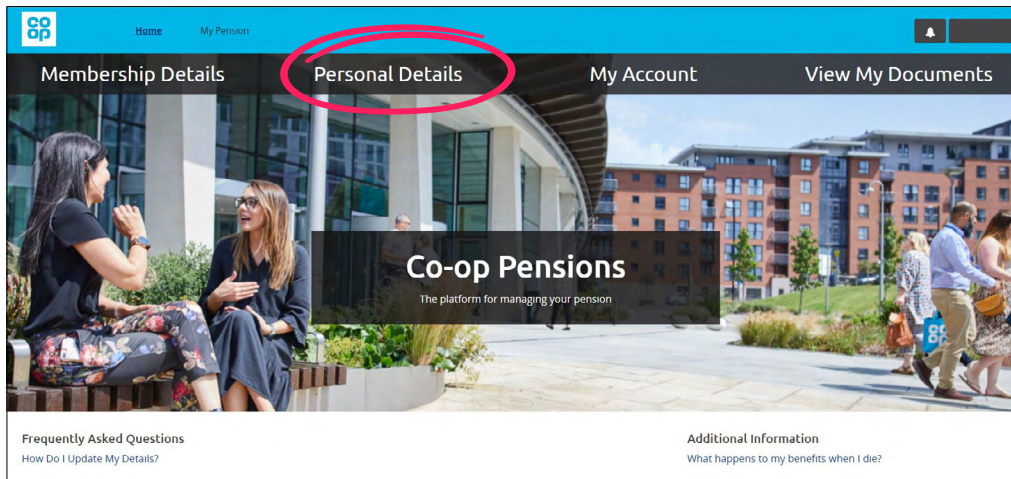 CO
OP
Home My Pension
Membership Details Personal Details My Account View My Documents
Co-op Pensions
The platform for managing your pension
CO
OP
Frequently Asked Questions Additional Information
How Do I Update My Details? What happens to my benefits when I die?